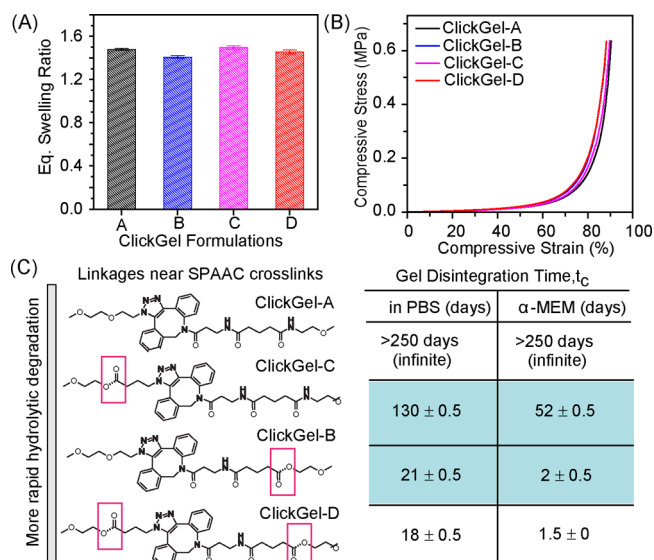 (A)
1.6
1.2
0.8
0.4
0.0
Eq. Swelling Ratio
A B C D
ClickGel Formulations
(B)
ClickGel-A
ClickGel-B
ClickGel-C
ClickGel-D
0.6
0.4
0.2
0.0
Compressive Stress (MPa)
0 20 40 60 80 100
Compressive Strain (%)
(C)
More rapid hydrolytic degradation
Linkages near SPAAC crosslinks
ClickGel-A
ClickGel-C
ClickGel-B
ClickGel-D
Gel Disintegration Time,tc
in PBS (days) α-MEM (days)
>250 days >250 days
(infinite) (infinite)
130 ± 0.5 52 ± 0.5
21 ± 0.5 2 ± 0.5
18 ± 0.5 1.5 ± 0